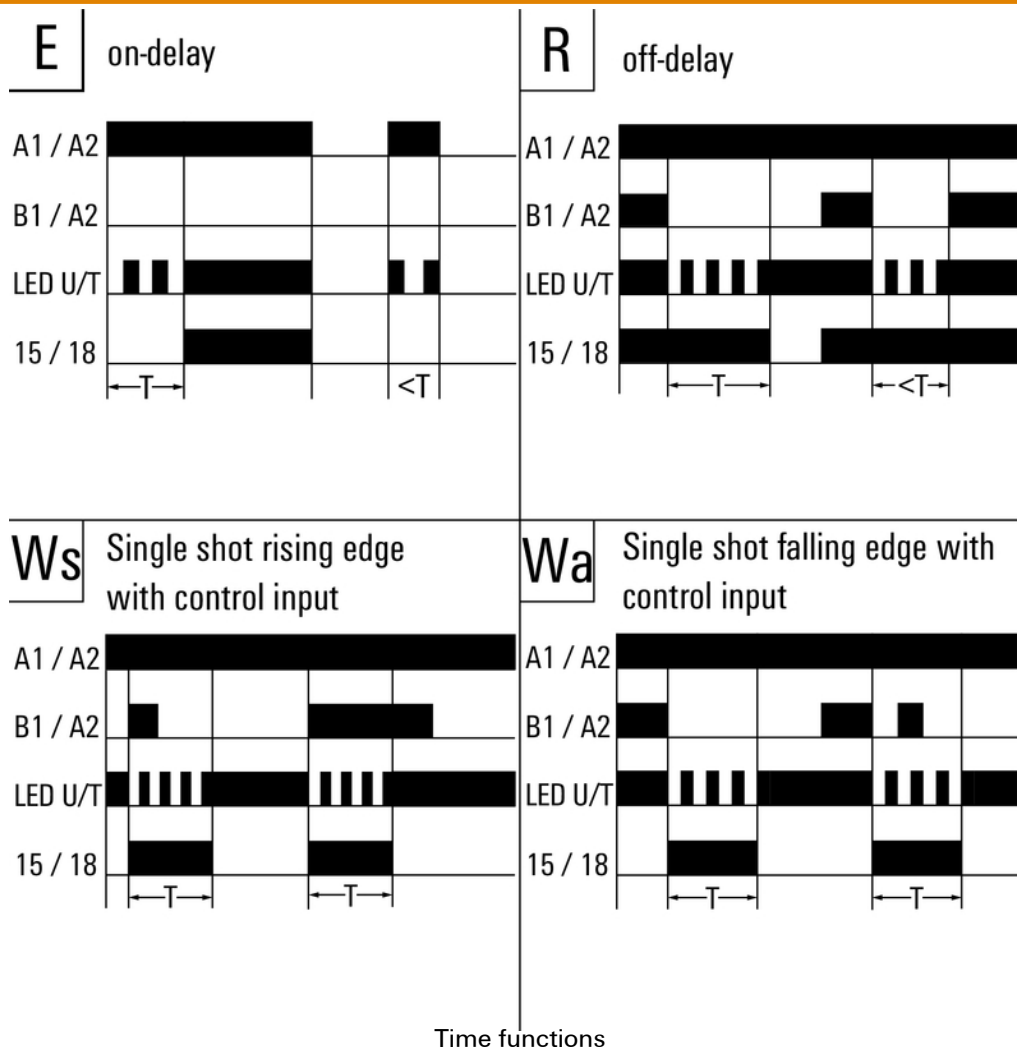 E
on-delay
A1 / A2
B1 / A2
LED U/T
15 / 18
T
<T
R
off-delay
A1 / A2
B1 / A2
LED U/T
15 / 18
T
<T
Ws
Single shot rising edge
with control input
A1 / A2
B1 / A2
LED U/T
15 / 18
T
T
Wa
Single shot falling edge with
control input
A1 / A2
B1 / A2
LED U/T
15 / 18
T
T
Time functions